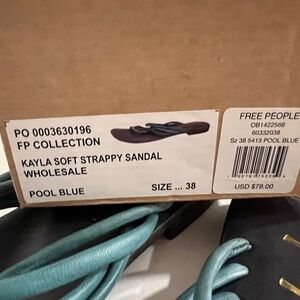 PO 0003630196
FP COLLECTION
KAYLA SOFT STRAPPY SANDAL
WHOLESALE
POOL BLUE SIZE ... 38
FREE PEOPLE
OB1422566
60332038
Sz 38 5413 POOL BLUE
USD $78.00